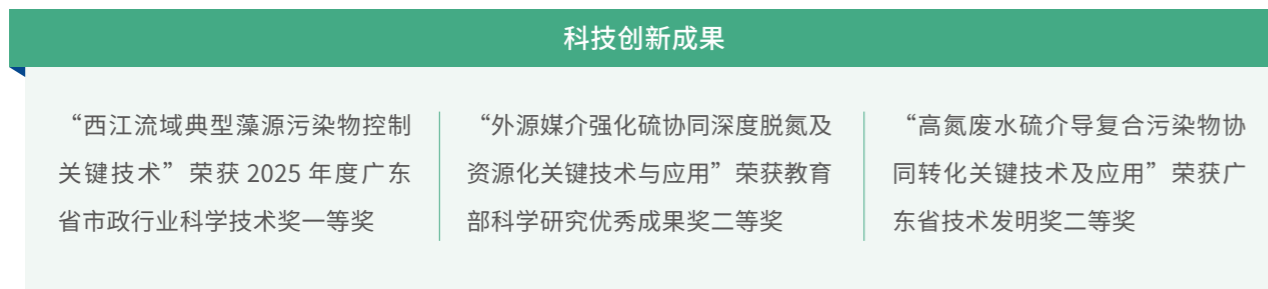 科技创新成果
“西江流域典型藻源污染物控制
关键技术”荣获 2025 年度广东
省市政行业科学技术奖一等奖
“外源媒介强化硫协同深度脱氮及
资源化关键技术与应用”荣获教育
部科学研究优秀成果奖二等奖
“高氮废水硫介导复合污染物协
同转化关键技术及应用”荣获广
东省技术发明奖二等奖